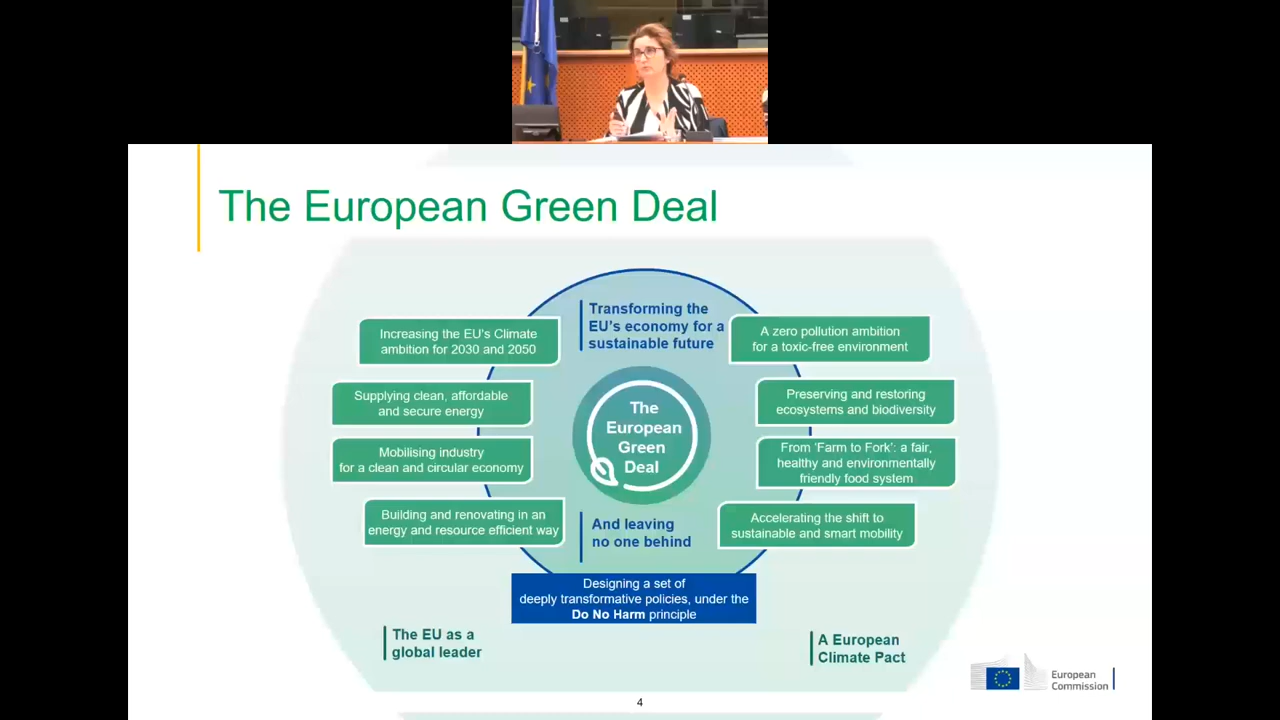 The European Green Deal
Transforming the
EU's economy for a
sustainable future
Increasing the EU's Climate
ambition for 2030 and 2050
Supplying clean, affordable
and secure energy
Mobilising industry
for a clean and circular economy
Building and renovating in an
energy and resource efficient way
The
European
Green
Deal
A zero pollution ambition
for a toxic-free environment
Preserving and restoring
ecosystems and biodiversity
From ‘Farm to Fork’: a fair,
healthy and environmentally
friendly food system
Accelerating the shift to
sustainable and smart mobility
And leaving
no one behind
Designing a set of
deeply transformative policies, under the
Do No Harm principle
The EU as a
global leader
A European
Climate Pact
European
Commission
4